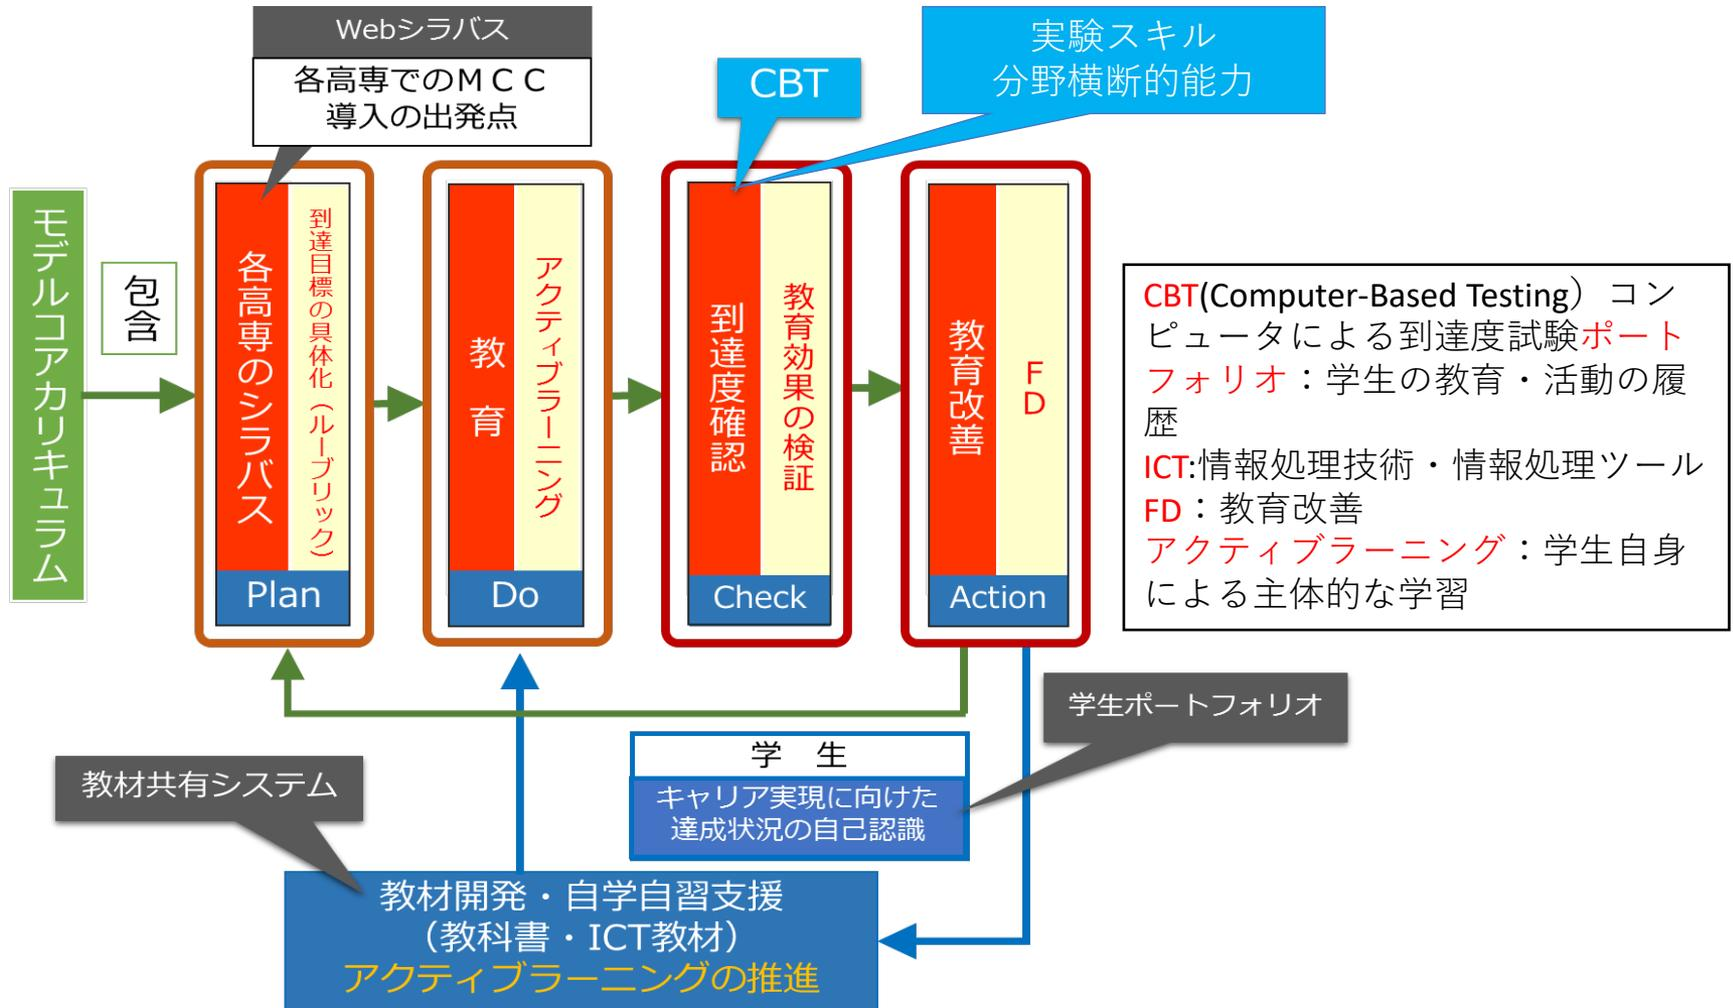 Webシラバス
各高専でのＭＣＣ
導入の出発点
CBT
実験スキル
分野横断的能力
モデルコアカリキュラム
包含
各高専のシラバス
到達目標の具体化（ルーブリック）
Plan
教　育
アクティブラーニング
Do
到達度確認
教育効果の検証
Check
教育改善
FD
Action
CBT(Computer-Based Testing）コン
ピュータによる到達度試験ポート
フォリオ：学生の教育・活動の履
歴
ICT:情報処理技術・情報処理ツール
FD：教育改善
アクティブラーニング：学生自身
による主体的な学習
学生ポートフォリオ
学　生
キャリア実現に向けた
達成状況の自己認識
教材共有システム
教材開発・自学自習支援
（教科書・ICT教材）
アクティブラーニングの推進